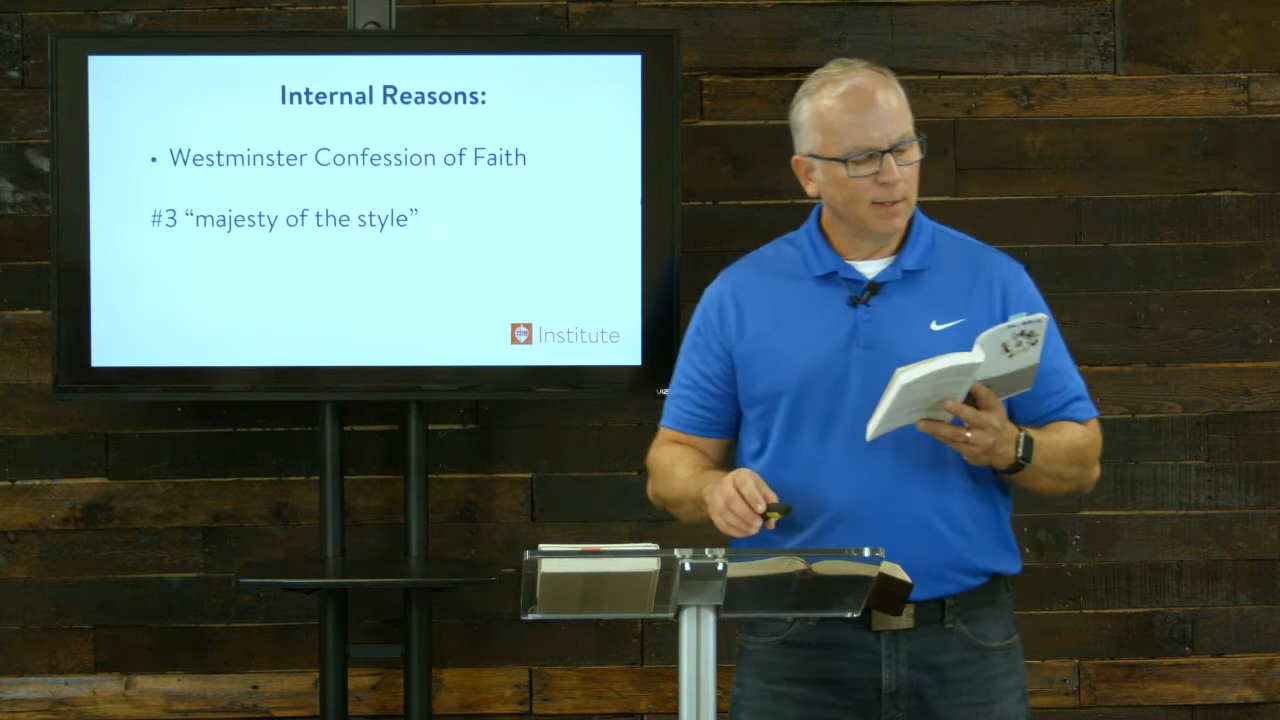 Internal Reasons:
• Westminster Confession of Faith
#3 “majesty of the style”
Institute